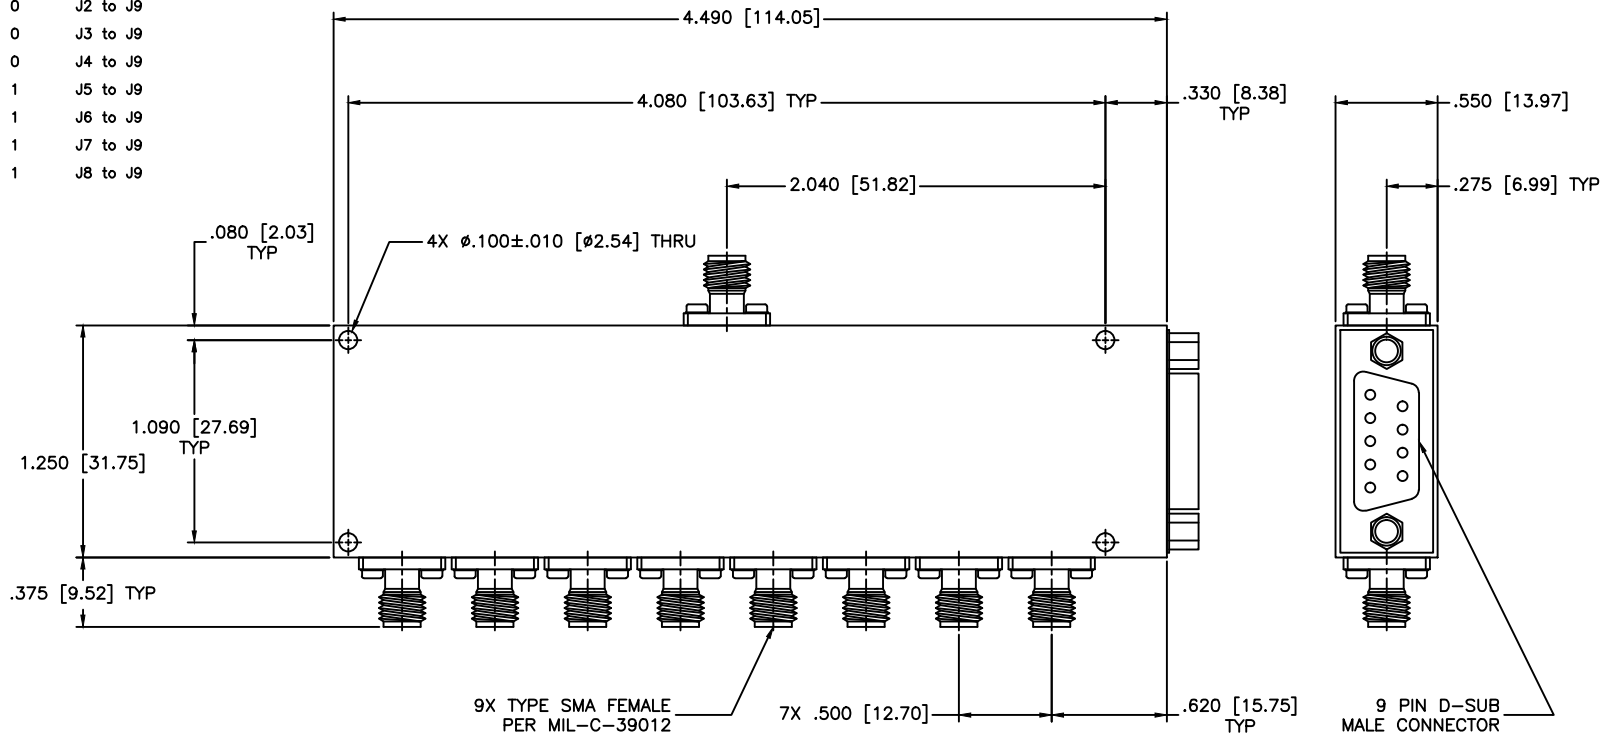 0 J2 to J9
0 J3 to J9
0 J4 to J9
1 J5 to J9
1 J6 to J9
1 J7 to J9
1 J8 to J9
4.490 [114.05]
4.080 [103.63] TYP
.330 [8.38]
TYP
.550 [13.97]
2.040 [51.82]
.275 [6.99] TYP
.080 [2.03]
TYP
4X ø.100±.010 [ø2.54] THRU
1.090 [27.69]
TYP
1.250 [31.75]
.375 [9.52] TYP
9X TYPE SMA FEMALE
PER MIL-C-39012
7X .500 [12.70]
.620 [15.75]
TYP
9 PIN D-SUB
MALE CONNECTOR